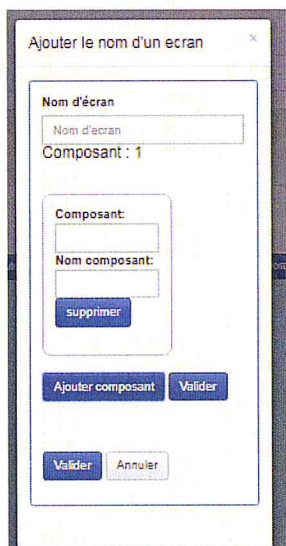 Ajouter le nom d'un ecran ×
Nom d'écran
Nom d'ecran
Composant : 1
Composant:
Nom composant:
supprimer
Ajouter composant Valider
Valider Annuler